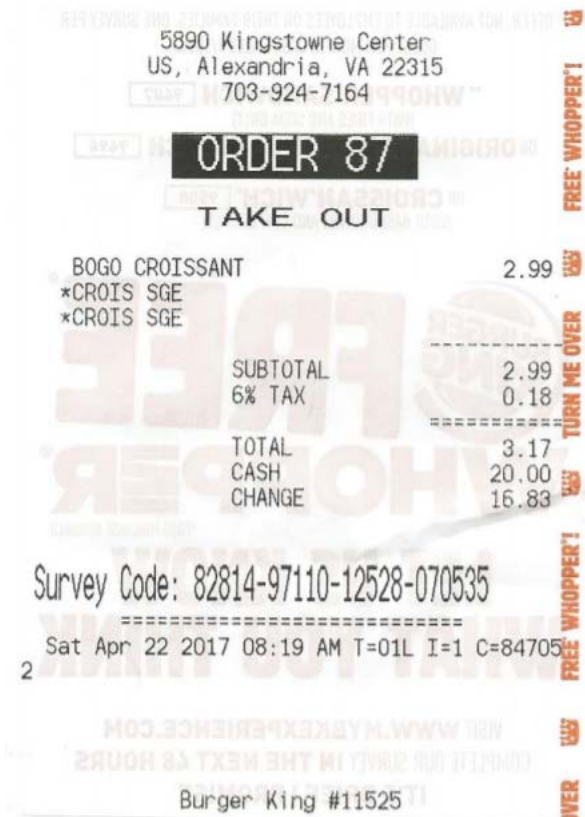 5890 Kingstowne Center
US, Alexandria, VA 22315
703-924-7164
ORDER 87
TAKE OUT
BOGO CROISSANT 2.99
*CROIS SGE
*CROIS SGE
SUBTOTAL 2.99
6% TAX 0.18
TOTAL 3.17
CASH 20.00
CHANGE 16.83
Survey Code: 82814-97110-12528-070535
Sat Apr 22 2017 08:19 AM T=01L I=1 C=84705
2
Burger King #11525
FREE WHOPPER®!
TURN ME OVER
FREE WHOPPER®!
OVER